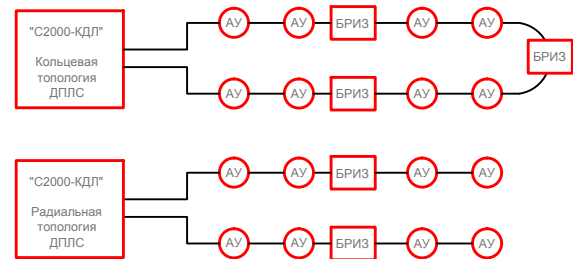 "С2000-КДЛ"
Кольцевая
топология
ДПЛС
АУ АУ БРИЗ АУ АУ
БРИЗ
АУ АУ БРИЗ АУ АУ
"С2000-КДЛ"
Радиальная
топология
ДПЛС
АУ АУ БРИЗ АУ АУ
АУ АУ БРИЗ АУ АУ